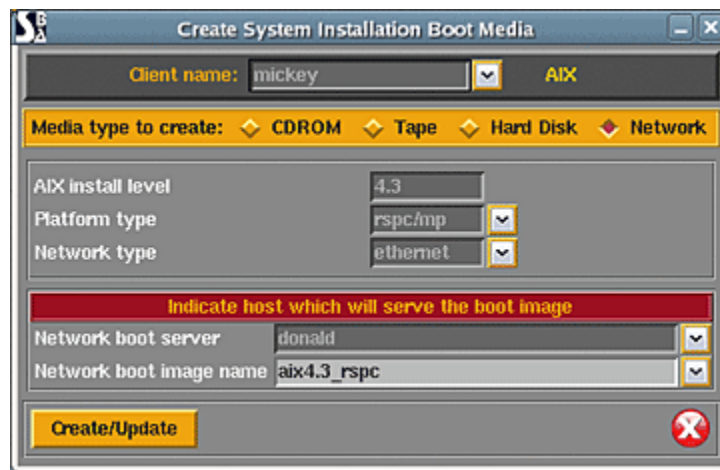 SBA
Create System Installation Boot Media
Client name: mickey AIX
Media type to create: CDROM Tape Hard Disk Network
AIX install level 4.3
Platform type rspc/mp
Network type ethernet
Indicate host which will serve the boot image
Network boot server donald
Network boot image name aix4.3_rspc
Create/Update